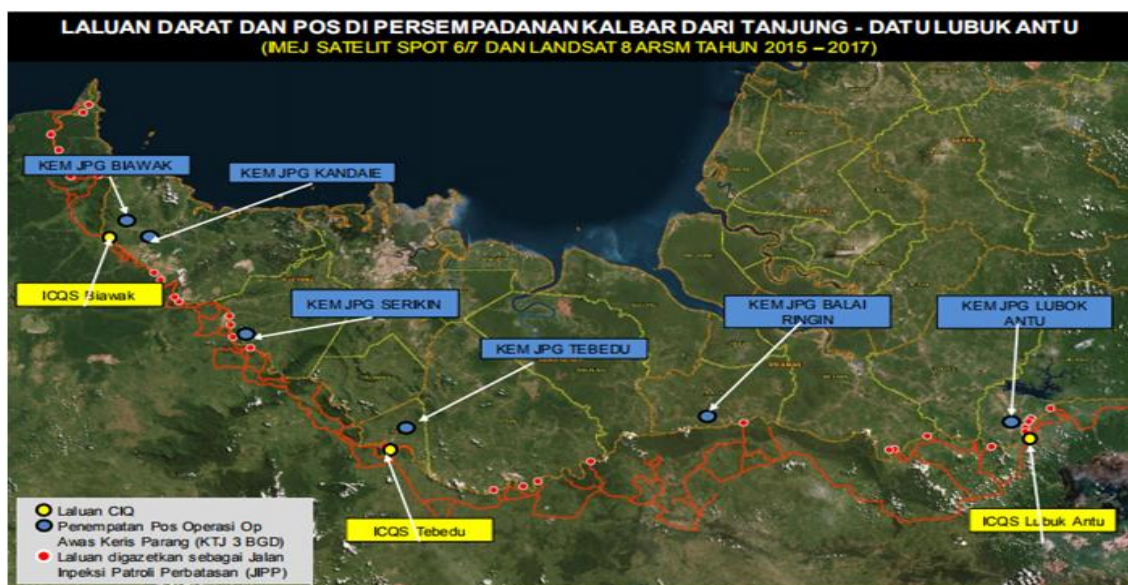 LALUAN DARAT DAN POS DI PERSEMPADANAN KALBAR DARI TANJUNG - DATU LUBUK ANTU
(IMEJ SATELIT SPOT 6/7 DAN LANDSAT 8 ARSM TAHUN 2015 – 2017)
KEM JPG BIAWAK
KEM JPG KANDAIE
ICQS Biawak
KEM JPG SERIKIN
KEM JPG TEBEDU
KEM JPG BALAI
RINGIN
KEM JPG LUBOK
ANTU
ICQS Tebedu
ICQS Lubuk Antu
Laluan CIQ
Penempatan Pos Operasi Op
Awas Keris Parang (KTJ 3 BGD)
Laluan digazetkan sebagai Jalan
Inpeksi Patroli Perbatasan (JIPP)